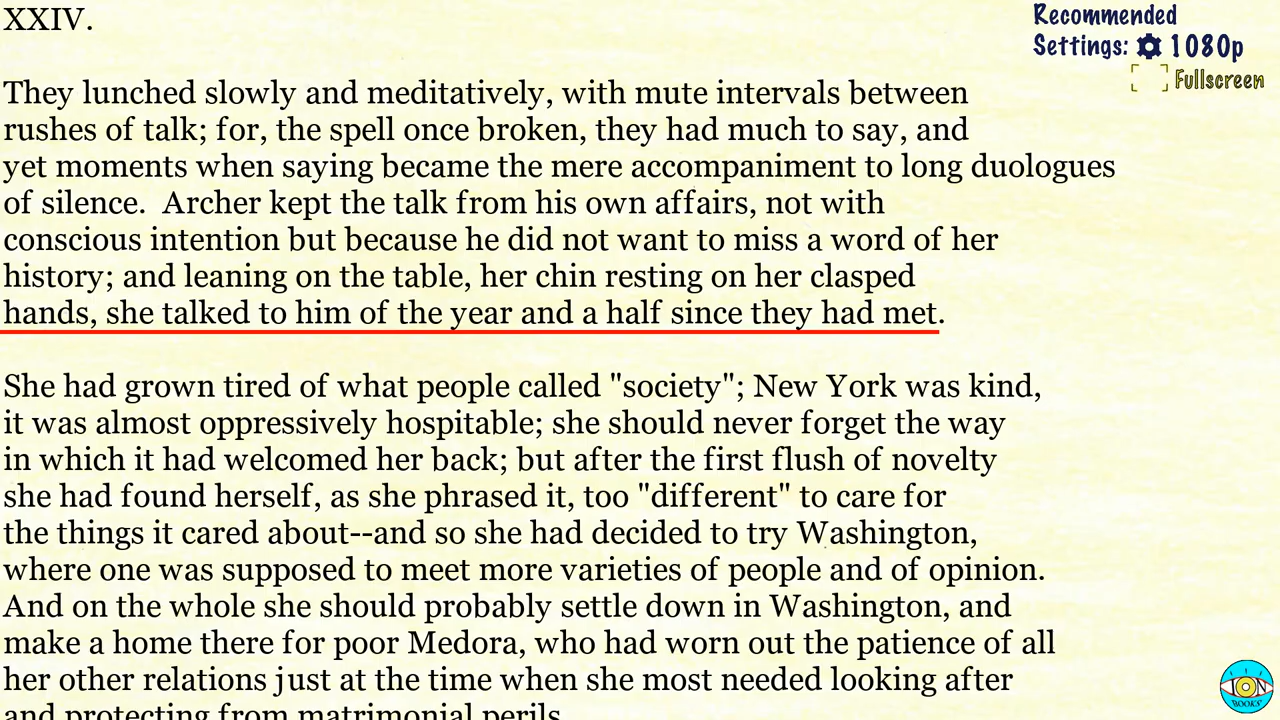 XXIV.
Recommended
Settings: 1080p
Fullscreen
They lunched slowly and meditatively, with mute intervals between
rushes of talk; for, the spell once broken, they had much to say, and
yet moments when saying became the mere accompaniment to long duologues
of silence.  Archer kept the talk from his own affairs, not with
conscious intention but because he did not want to miss a word of her
history; and leaning on the table, her chin resting on her clasped
hands, she talked to him of the year and a half since they had met.
She had grown tired of what people called "society"; New York was kind,
it was almost oppressively hospitable; she should never forget the way
in which it had welcomed her back; but after the first flush of novelty
she had found herself, as she phrased it, too "different" to care for
the things it cared about--and so she had decided to try Washington,
where one was supposed to meet more varieties of people and of opinion.
And on the whole she should probably settle down in Washington, and
make a home there for poor Medora, who had worn out the patience of all
her other relations just at the time when she most needed looking after
and protecting from matrimonial perils.
ION
BOOKS